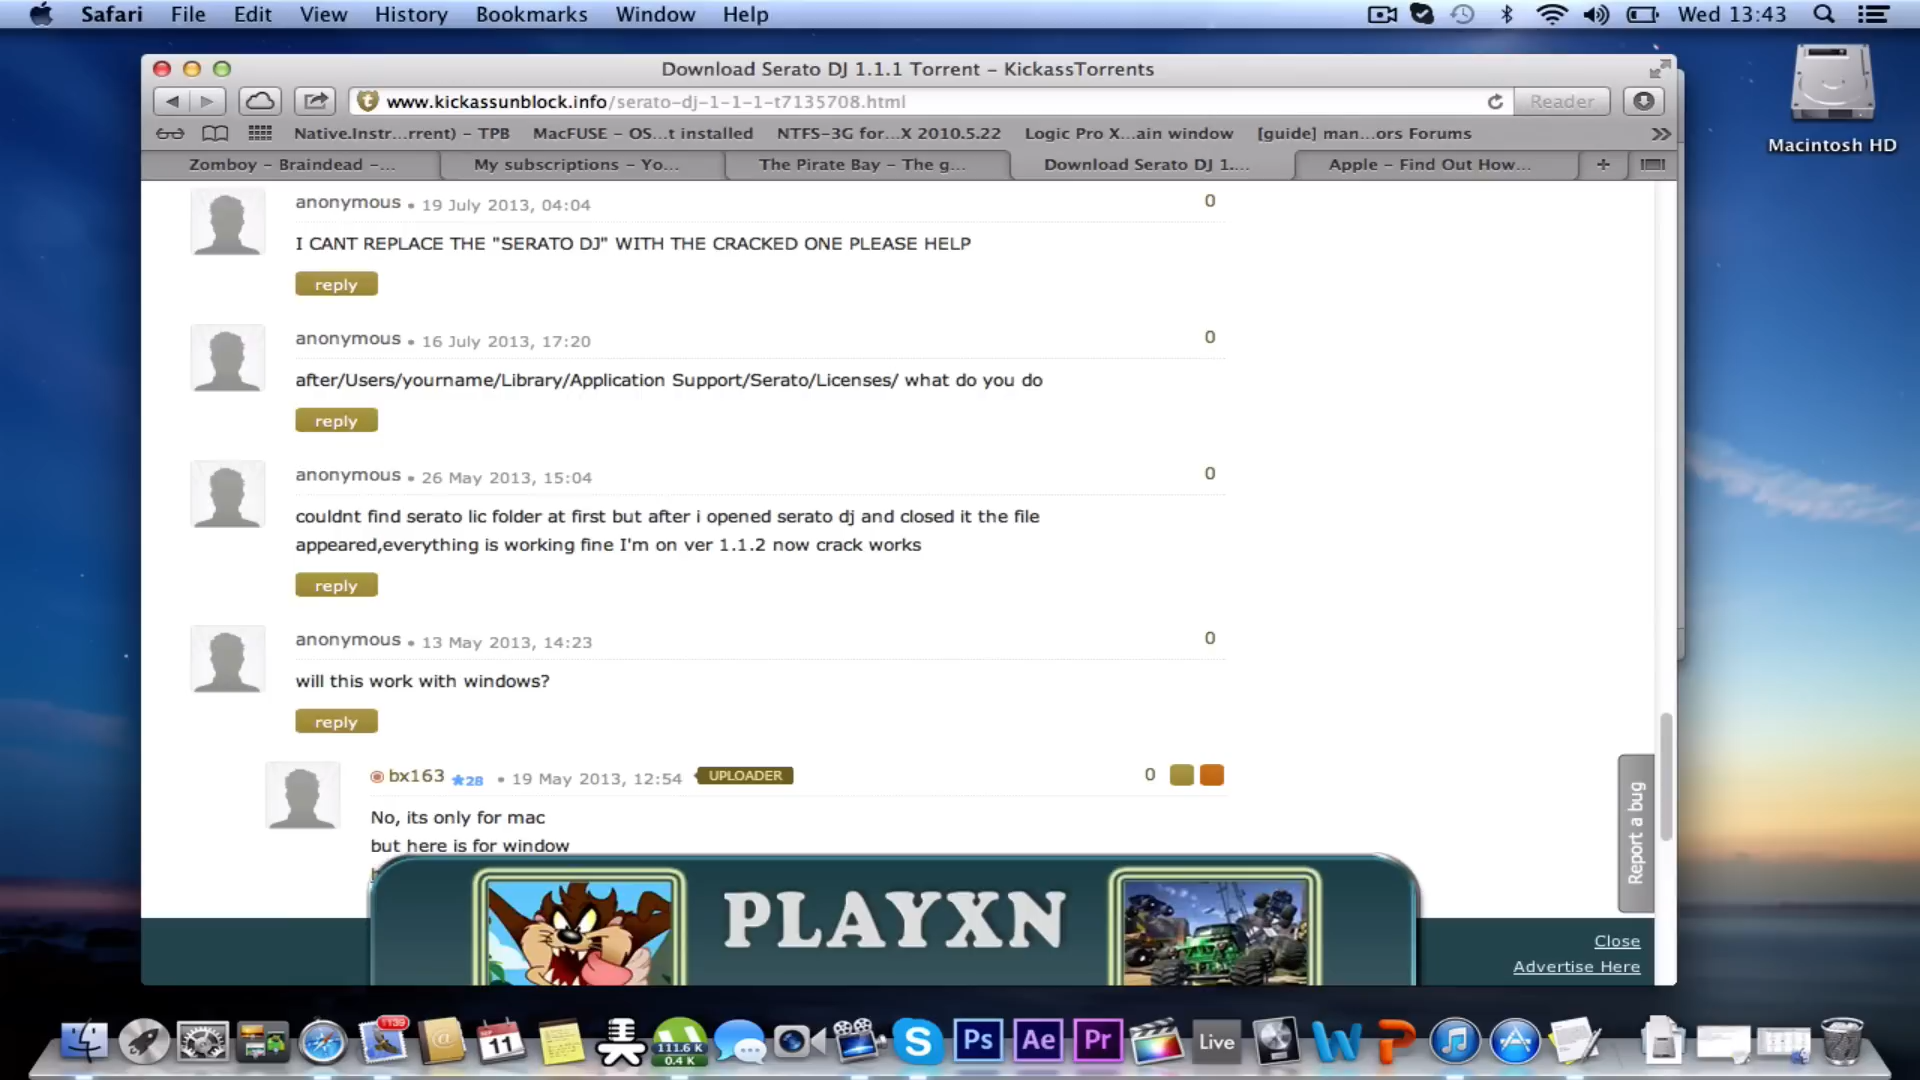 Safari File Edit View History Bookmarks Window Help Wed 13:43
Macintosh HD
Download Serato DJ 1.1.1 Torrent – KickassTorrents
www.kickassunblock.info/serato-dj-1-1-1-t7135708.html Reader
Native.Instr...rrent) – TPB MacFUSE – OS...t installed NTFS-3G for...X 2010.5.22 Logic Pro X...ain window [guide] man...ors Forums
Zomboy – Braindead –... My subscriptions – Yo... The Pirate Bay – The g... Download Serato DJ 1.... Apple – Find Out How...
anonymous • 19 July 2013, 04:04 0
I CANT REPLACE THE "SERATO DJ" WITH THE CRACKED ONE PLEASE HELP
reply
anonymous • 16 July 2013, 17:20 0
after/Users/yourname/Library/Application Support/Serato/Licenses/ what do you do
reply
anonymous • 26 May 2013, 15:04 0
couldnt find serato lic folder at first but after i opened serato dj and closed it the file
appeared,everything is working fine I'm on ver 1.1.2 now crack works
reply
anonymous • 13 May 2013, 14:23 0
will this work with windows?
reply
bx163 28 • 19 May 2013, 12:54 UPLOADER 0
No, its only for mac
but here is for window
Report a bug
PLAYXN
Close
Advertise Here
1139
SEP
11
111.6 K
0.4 K
Ps Ae Pr Live